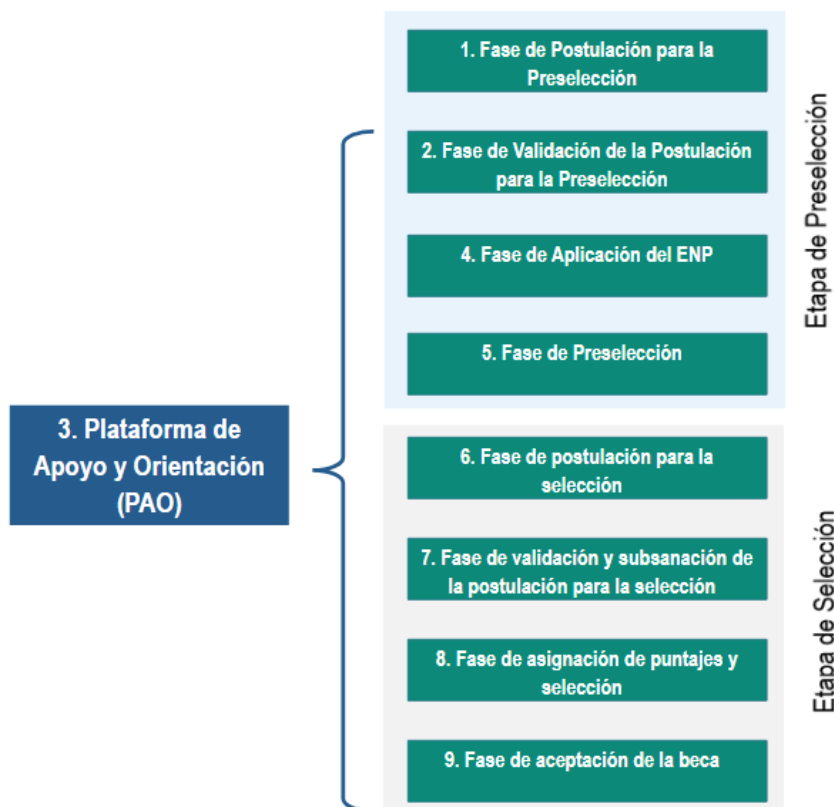 1. Fase de Postulación para la
Preselección
2. Fase de Validación de la Postulación
para la Preselección
4. Fase de Aplicación del ENP
5. Fase de Preselección
Etapa de Preselección
3. Plataforma de
Apoyo y Orientación
(PAO)
6. Fase de postulación para la
selección
7. Fase de validación y subsanación de
la postulación para la selección
8. Fase de asignación de puntajes y
selección
9. Fase de aceptación de la beca
Etapa de Selección